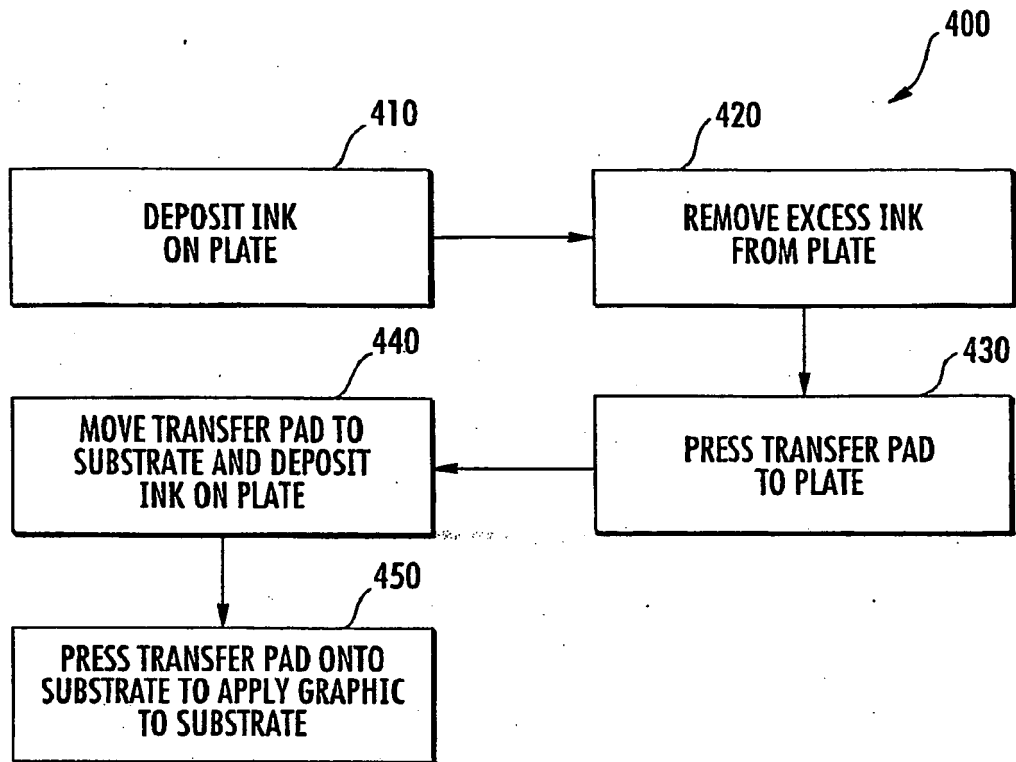 400
410
DEPOSIT INK
ON PLATE
420
REMOVE EXCESS INK
FROM PLATE
430
PRESS TRANSFER PAD
TO PLATE
440
MOVE TRANSFER PAD TO
SUBSTRATE AND DEPOSIT
INK ON PLATE
450
PRESS TRANSFER PAD ONTO
SUBSTRATE TO APPLY GRAPHIC
TO SUBSTRATE